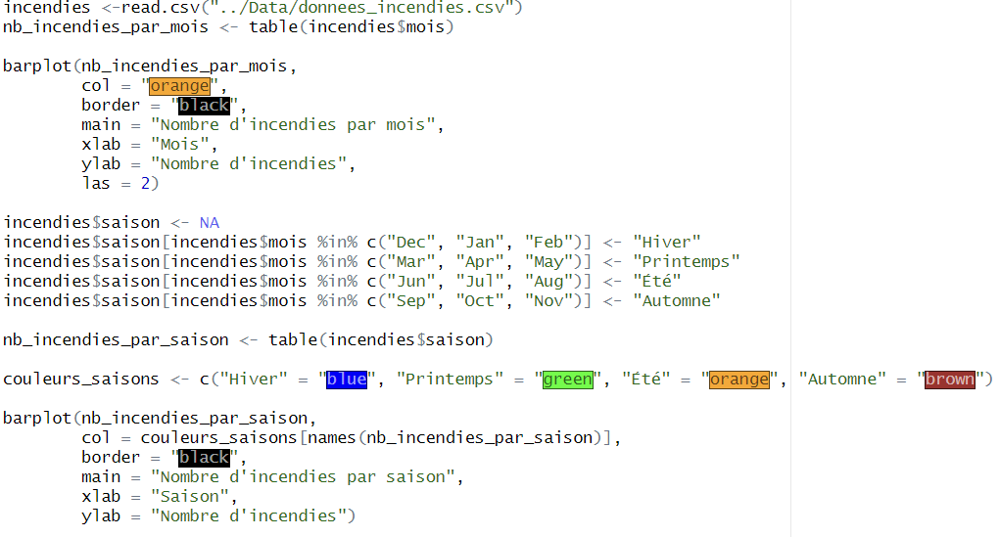 incendies <-read.csv("../Data/donnees_incendies.csv")
nb_incendies_par_mois <- table(incendies$mois)
barplot(nb_incendies_par_mois,
col = "orange",
border = "black",
main = "Nombre d'incendies par mois",
xlab = "Mois",
ylab = "Nombre d'incendies",
las = 2)
incendies$saison <- NA
incendies$saison[incendies$mois %in% c("Dec", "Jan", "Feb")] <- "Hiver"
incendies$saison[incendies$mois %in% c("Mar", "Apr", "May")] <- "Printemps"
incendies$saison[incendies$mois %in% c("Jun", "Jul", "Aug")] <- "Été"
incendies$saison[incendies$mois %in% c("Sep", "Oct", "Nov")] <- "Automne"
nb_incendies_par_saison <- table(incendies$saison)
couleurs_saisons <- c("Hiver" = "blue", "Printemps" = "green", "Été" = "orange", "Automne" = "brown")
barplot(nb_incendies_par_saison,
col = couleurs_saisons[names(nb_incendies_par_saison)],
border = "black",
main = "Nombre d'incendies par saison",
xlab = "Saison",
ylab = "Nombre d'incendies")